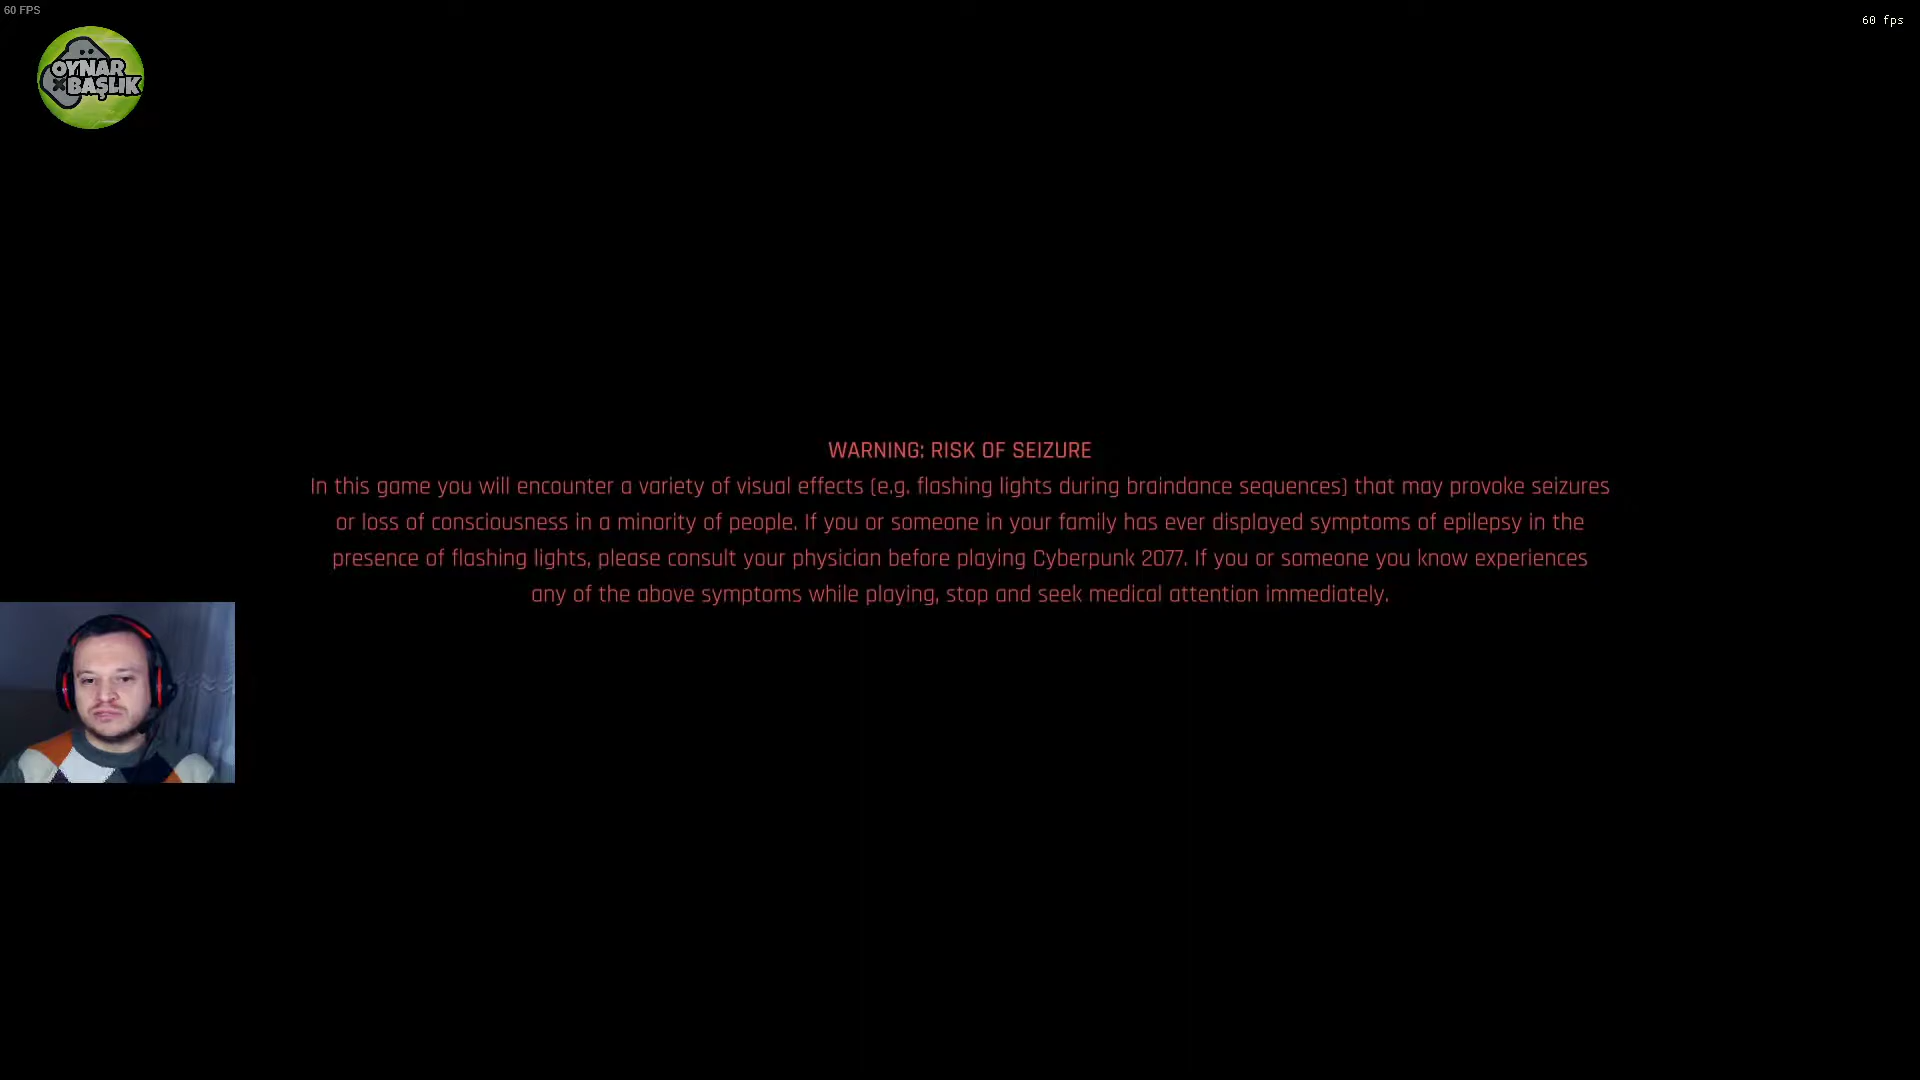 60 FPS
60 fps
OYNAR
BAŞLIK
WARNING: RISK OF SEIZURE
In this game you will encounter a variety of visual effects (e.g. flashing lights during braindance sequences) that may provoke seizures
or loss of consciousness in a minority of people. If you or someone in your family has ever displayed symptoms of epilepsy in the
presence of flashing lights, please consult your physician before playing Cyberpunk 2077. If you or someone you know experiences
any of the above symptoms while playing, stop and seek medical attention immediately.